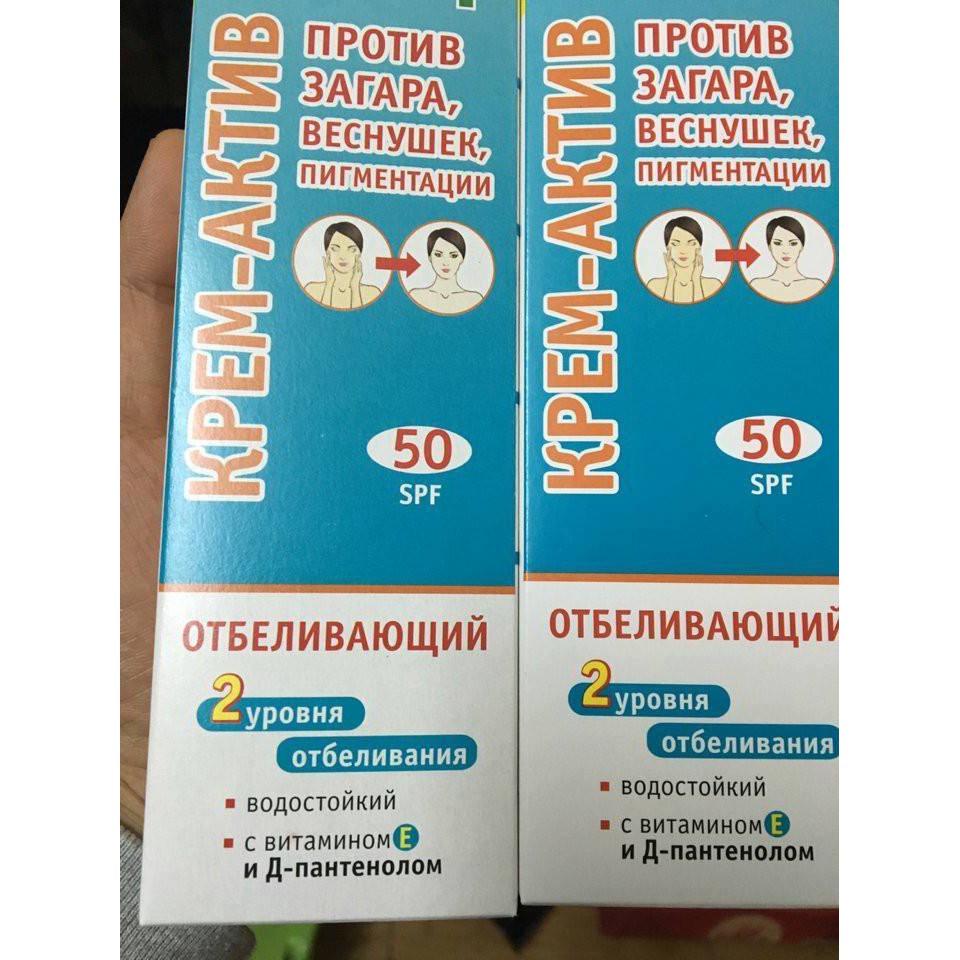 КРЕМ-АКТИВ
ПРОТИВ
ЗАГАРА,
ВЕСНУШЕК,
ПИГМЕНТАЦИИ
50
SPF
ОТБЕЛИВАЮЩИЙ
2 уровня
отбеливания
водостойкий
с витамином E
и Д-пантенолом
КРЕМ-АКТИВ
ПРОТИВ
ЗАГАРА,
ВЕСНУШЕК,
ПИГМЕНТАЦИИ
50
SPF
ОТБЕЛИВАЮЩИЙ
2 уровня
отбеливания
водостойкий
с витамином E
и Д-пантенолом